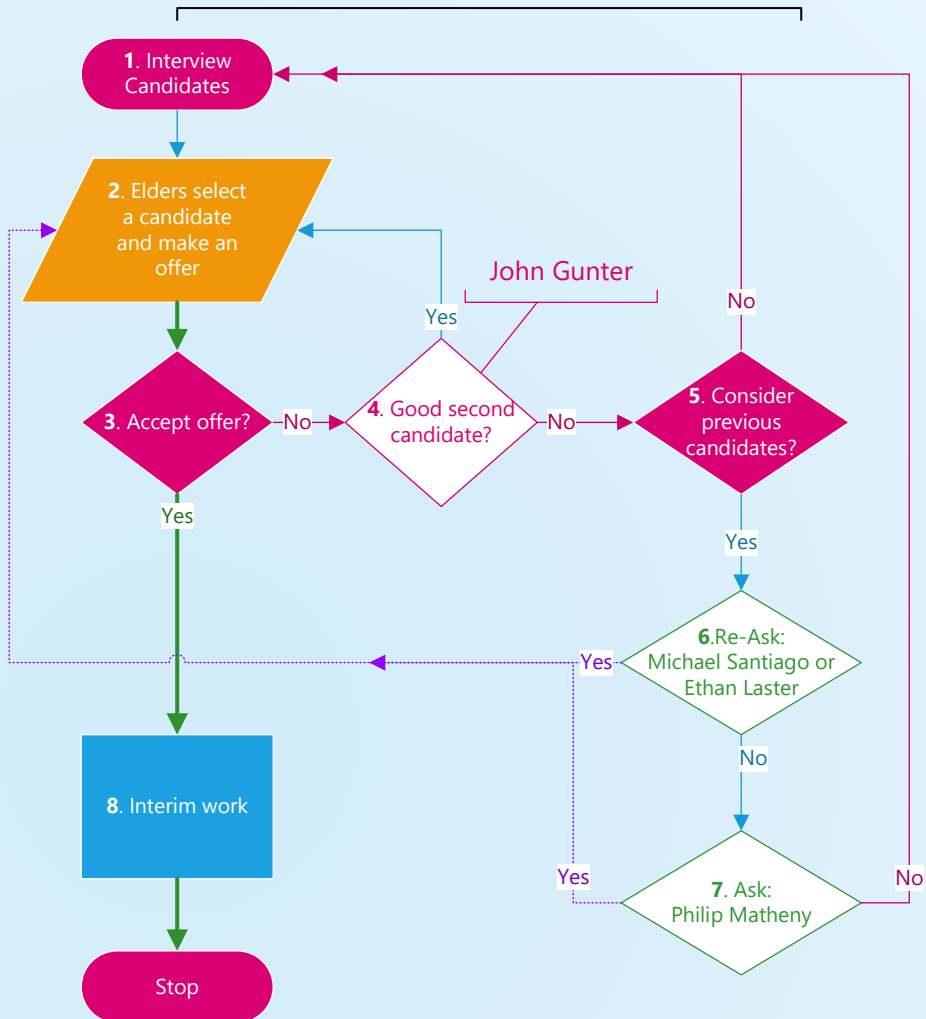 1. Interview
Candidates
2. Elders select
a candidate
and make an
offer
John Gunter
No
Yes
3. Accept offer?
No
4. Good second
candidate?
No
5. Consider
previous
candidates?
Yes
Yes
6.Re-Ask:
Michael Santiago or
Ethan Laster
Yes
No
8. Interim work
Yes
7. Ask:
Philip Matheny
No
Stop